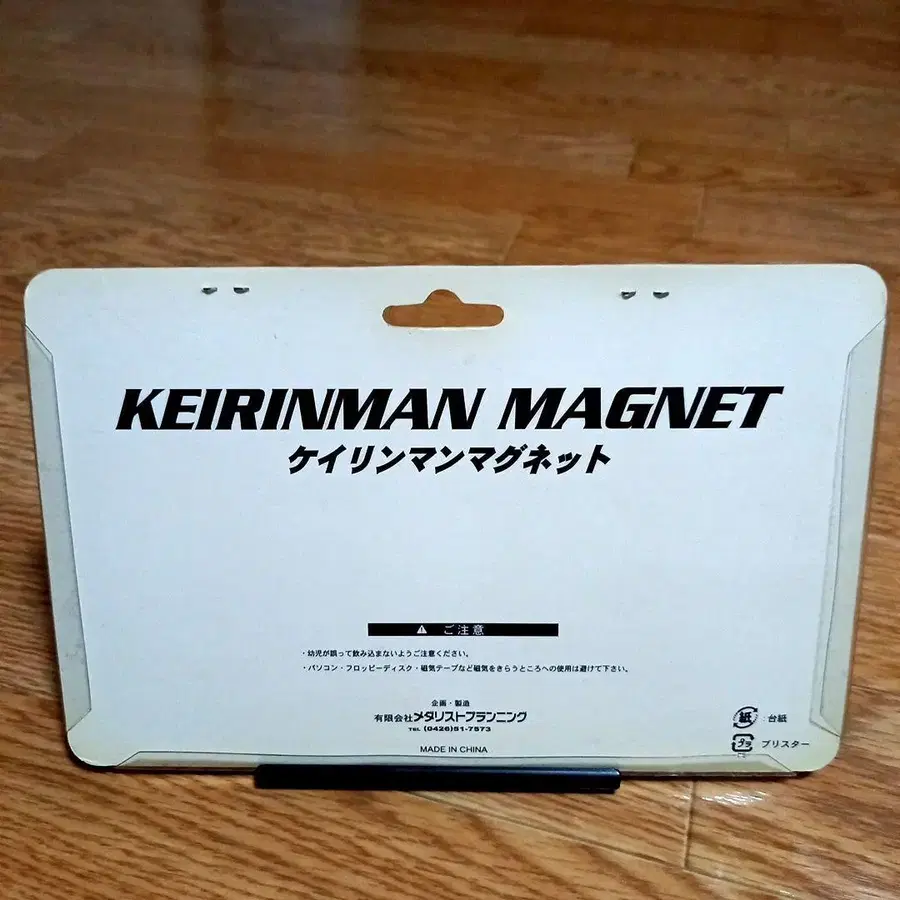 KEIRINMAN MAGNET
ケイリンマンマグネット
ご注意
・幼児が誤って飲み込まないようご注意ください。
・パソコン・フロッピーディスク・磁気テープなど磁気をきらうところへの使用は避けて下さい。
企画・製造
有限会社メタリストプランニング
TEL (0426)51-7573
MADE IN CHINA
紙 : 台紙
プラ ブリスター